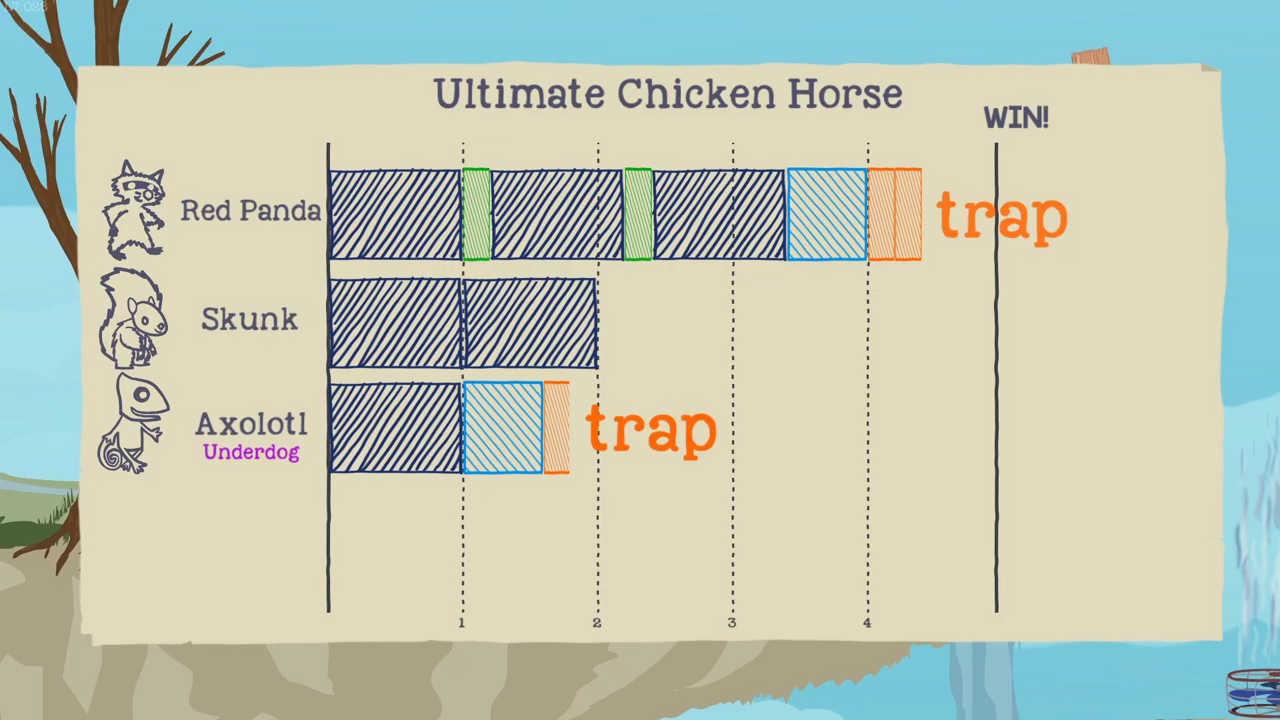 Ultimate Chicken Horse
WIN!
Red Panda
trap
Skunk
Axolotl
Underdog
trap
1 2 3 4